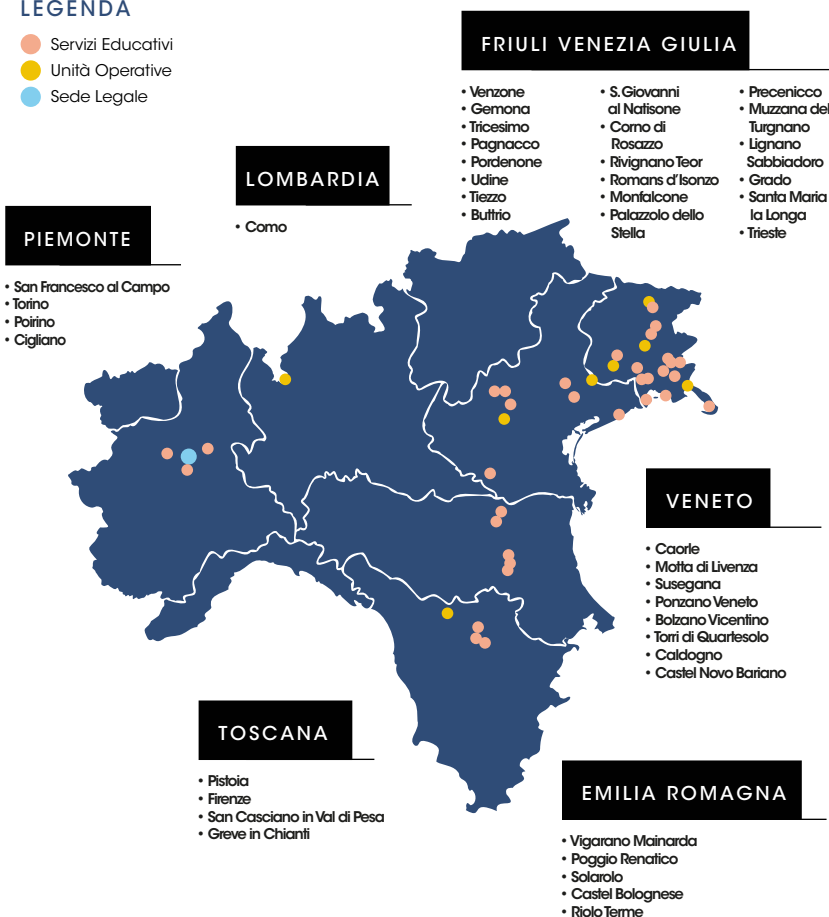 LEGENDA
Servizi Educativi
Unità Operative
Sede Legale
FRIULI VENEZIA GIULIA
• Venzone
• Gemona
• Tricesimo
• Pagnacco
• Pordenone
• Udine
• Tiezzo
• Buttrio
• S.Giovanni
al Natisone
• Corno di
Rosazzo
• Rivignano Teor
• Romans d'Isonzo
• Monfalcone
• Palazzolo dello
Stella
• Precenicco
• Muzzana del
Turgnano
• Lignano
Sabbiadoro
• Grado
• Santa Maria
la Longa
• Trieste
LOMBARDIA
• Como
PIEMONTE
• San Francesco al Campo
• Torino
• Poirino
• Cigliano
VENETO
• Caorle
• Motta di Livenza
• Susegana
• Ponzano Veneto
• Bolzano Vicentino
• Torri di Quartesolo
• Caldogno
• Castel Novo Bariano
TOSCANA
• Pistoia
• Firenze
• San Casciano in Val di Pesa
• Greve in Chianti
EMILIA ROMAGNA
• Vigarano Mainarda
• Poggio Renatico
• Solarolo
• Castel Bolognese
• Riolo Terme